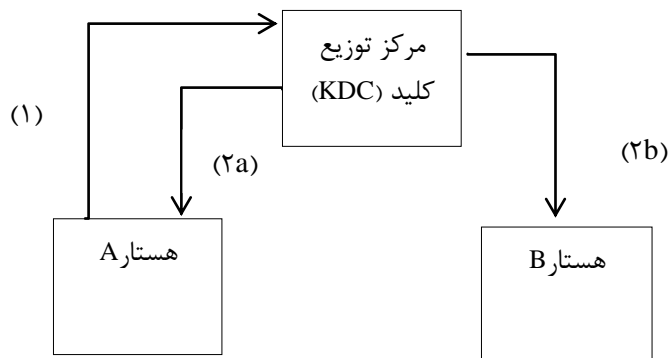 مرکز توزیع
کلید (KDC)
(۱)
(۲a)
(۲b)
هستارA
هستارB